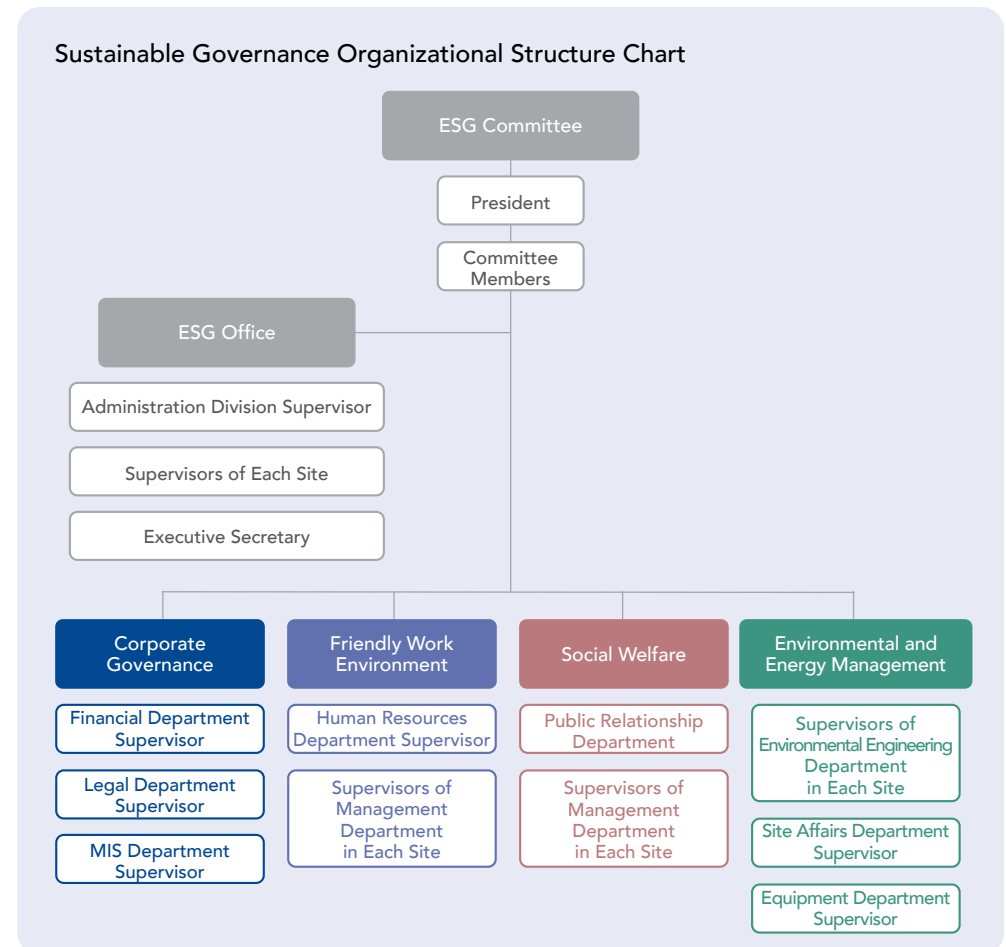 Sustainable Governance Organizational Structure Chart
ESG Committee
President
Committee
Members
ESG Office
Administration Division Supervisor
Supervisors of Each Site
Executive Secretary
Corporate
Governance
Financial Department
Supervisor
Legal Department
Supervisor
MIS Department
Supervisor
Friendly Work
Environment
Human Resources
Department Supervisor
Supervisors of
Management
Department
in Each Site
Social Welfare
Public Relationship
Department
Supervisors of
Management
Department
in Each Site
Environmental and
Energy Management
Supervisors of
Environmental Engineering
Department
in Each Site
Site Affairs Department
Supervisor
Equipment Department
Supervisor